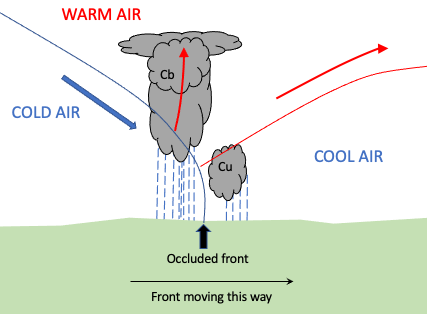 WARM AIR
Cb
COLD AIR
Cu
COOL AIR
Occluded front
Front moving this way